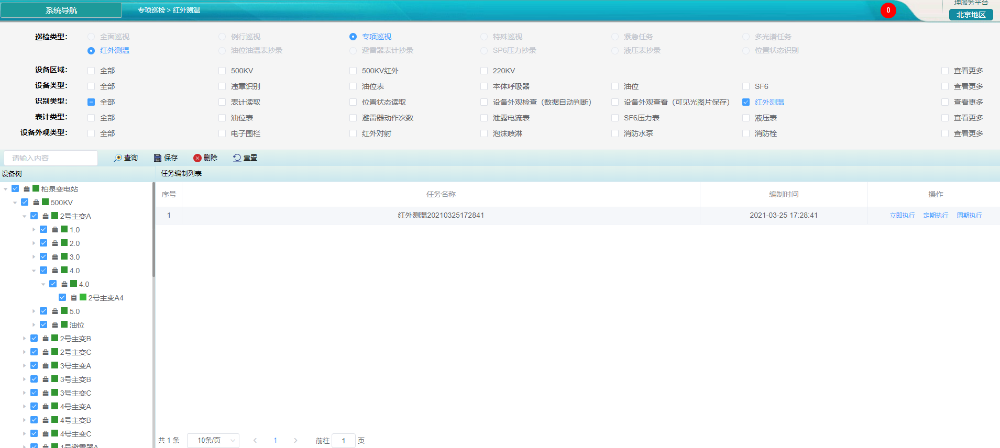 系统导航 专项巡检 > 红外测温 0 理服务平台
北京地区
巡检类型: 全面巡视 例行巡视 专项巡视 特殊巡视 紧急任务 多光谱任务
红外测温 油位油温表抄录 避雷器表计抄录 SP6压力抄录 液压表抄录 位置状态识别
设备区域: 全部 500KV 500KV红外 220KV 查看更多
设备类型: 全部 违章识别 油位表 本体呼吸器 油位 SF6 查看更多
识别类型: 全部 表计读取 位置状态读取 设备外观检查（数据自动判断） 设备外观查看（可见光图片保存） 红外测温 查看更多
表计类型: 全部 油位表 避雷器动作次数 泄露电流表 SF6压力表 液压表 查看更多
设备外观类型: 全部 电子围栏 红外对射 泡沫喷淋 消防水泵 消防栓 查看更多
请输入内容 查询 保存 删除 重置
设备树
柏泉变电站
500KV
2号主变A
1.0
2.0
3.0
4.0
4.0
2号主变A4
5.0
油位
2号主变B
2号主变C
3号主变A
3号主变B
3号主变C
4号主变A
4号主变B
4号主变C
1号避雷器A
任务编制列表
序号 任务名称 编制时间 操作
1 红外测温20210325172841 2021-03-25 17:28:41 立即执行 定期执行 周期执行
共 1 条 10条/页 1 前往 1 页